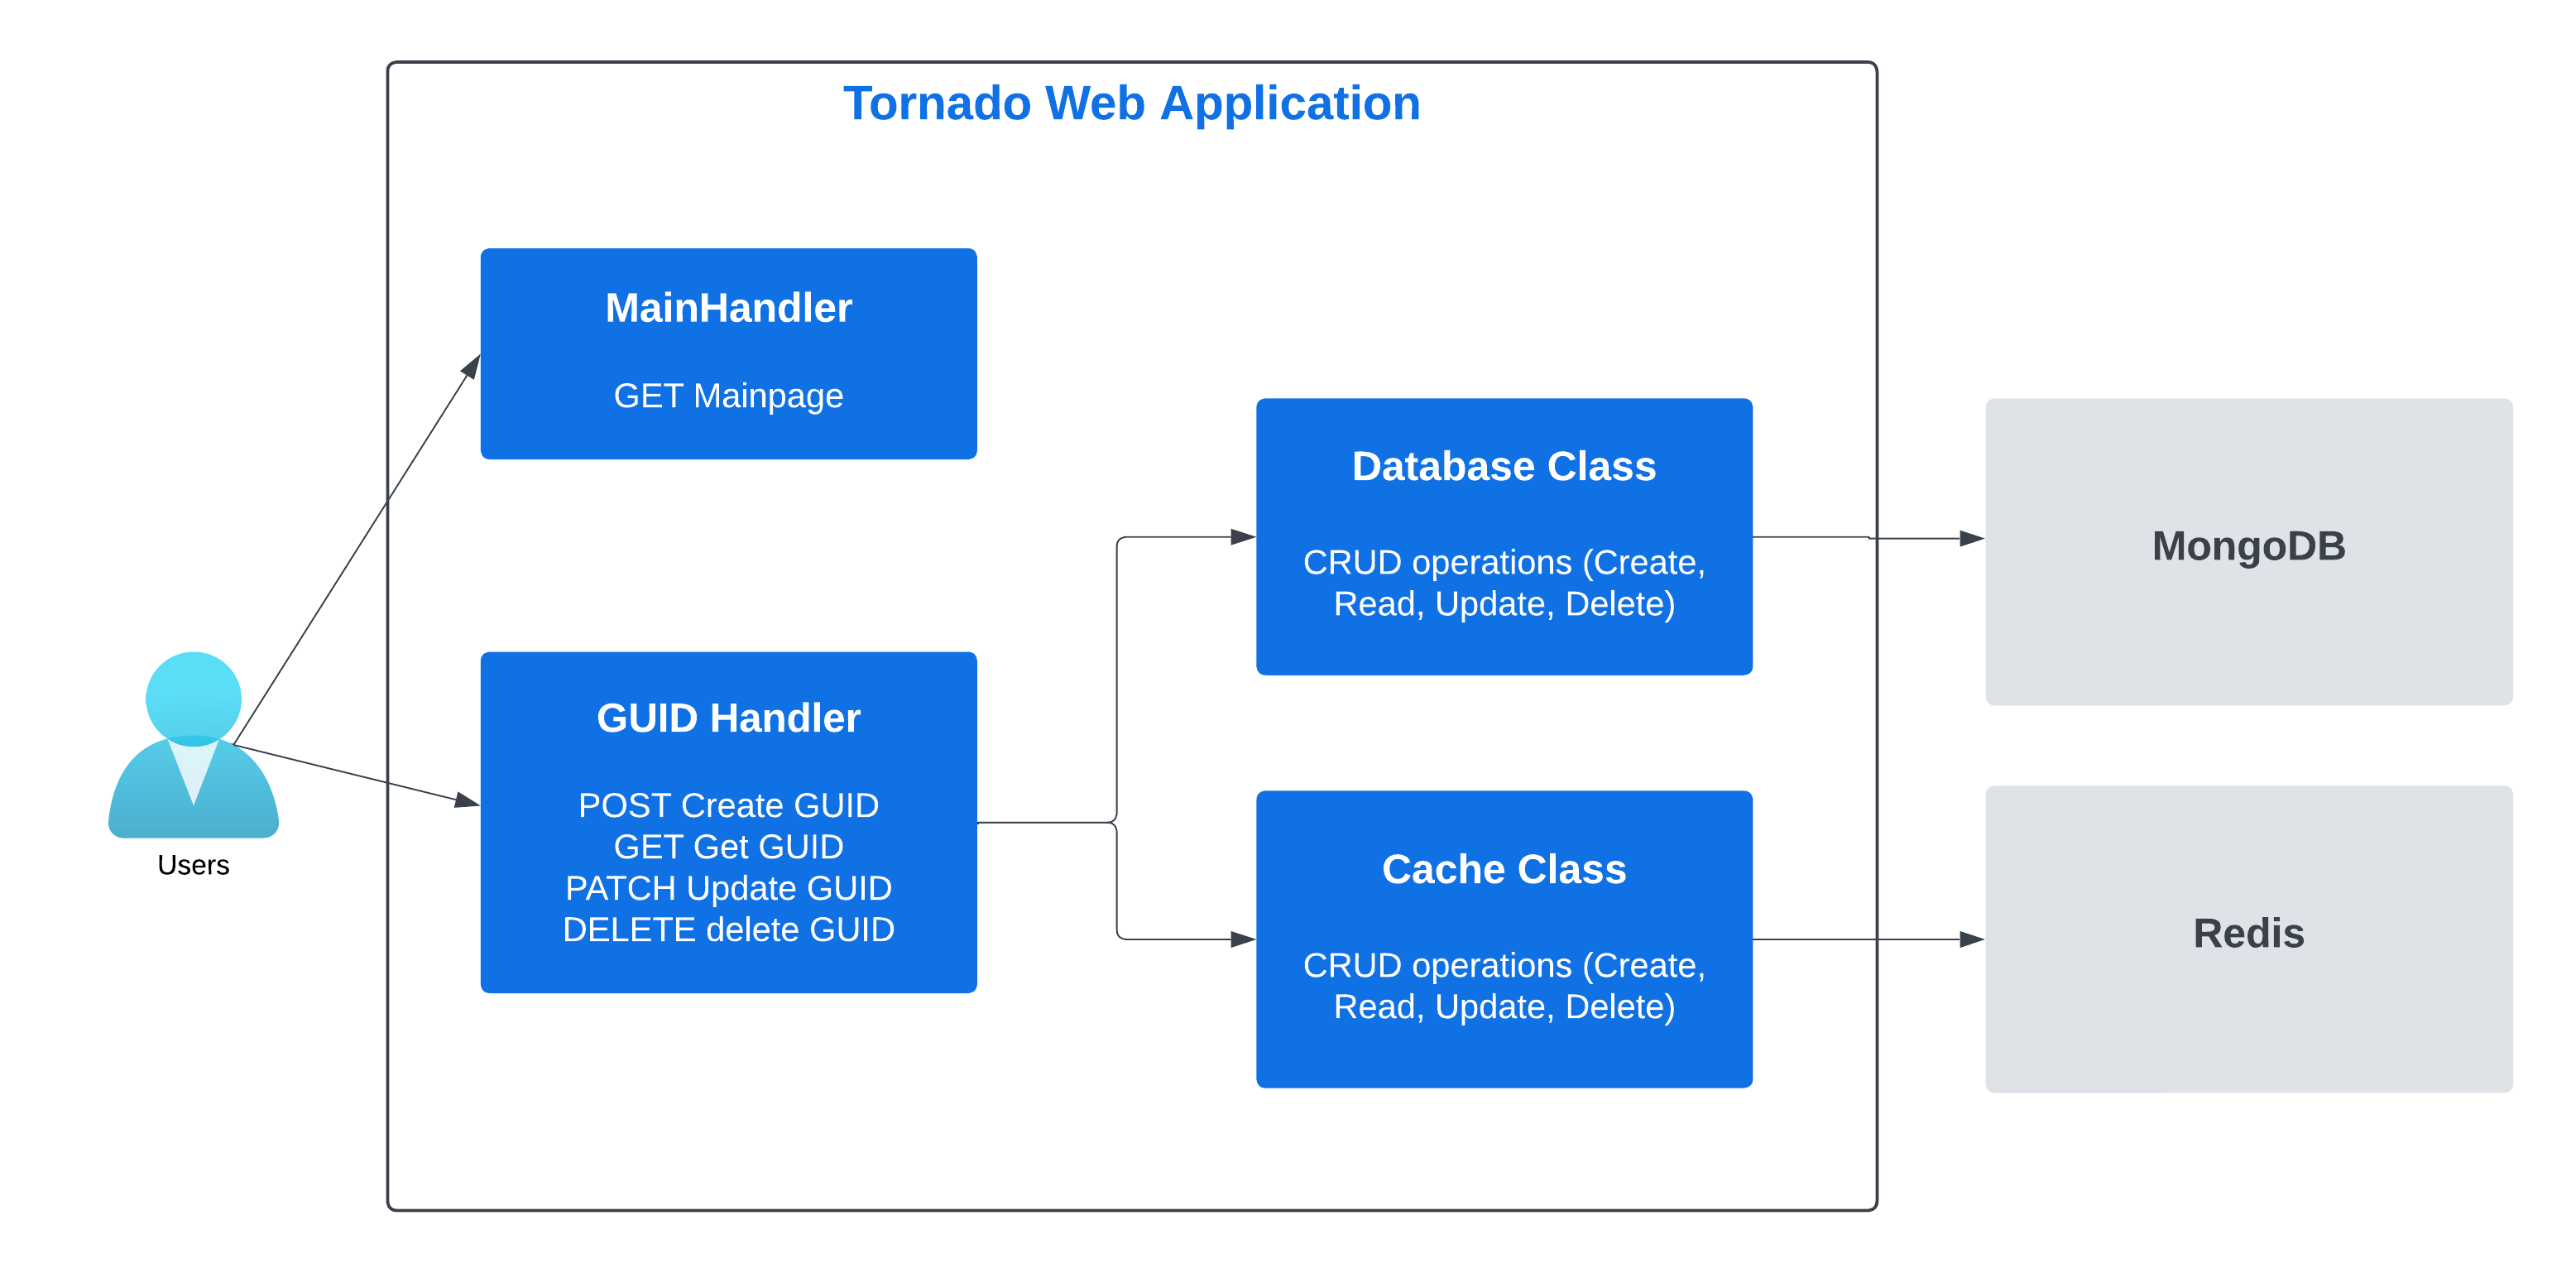 Tornado Web Application
MainHandler
GET Mainpage
GUID Handler
POST Create GUID
GET Get GUID
PATCH Update GUID
DELETE delete GUID
Users
Database Class
CRUD operations (Create,
Read, Update, Delete)
Cache Class
CRUD operations (Create,
Read, Update, Delete)
MongoDB
Redis